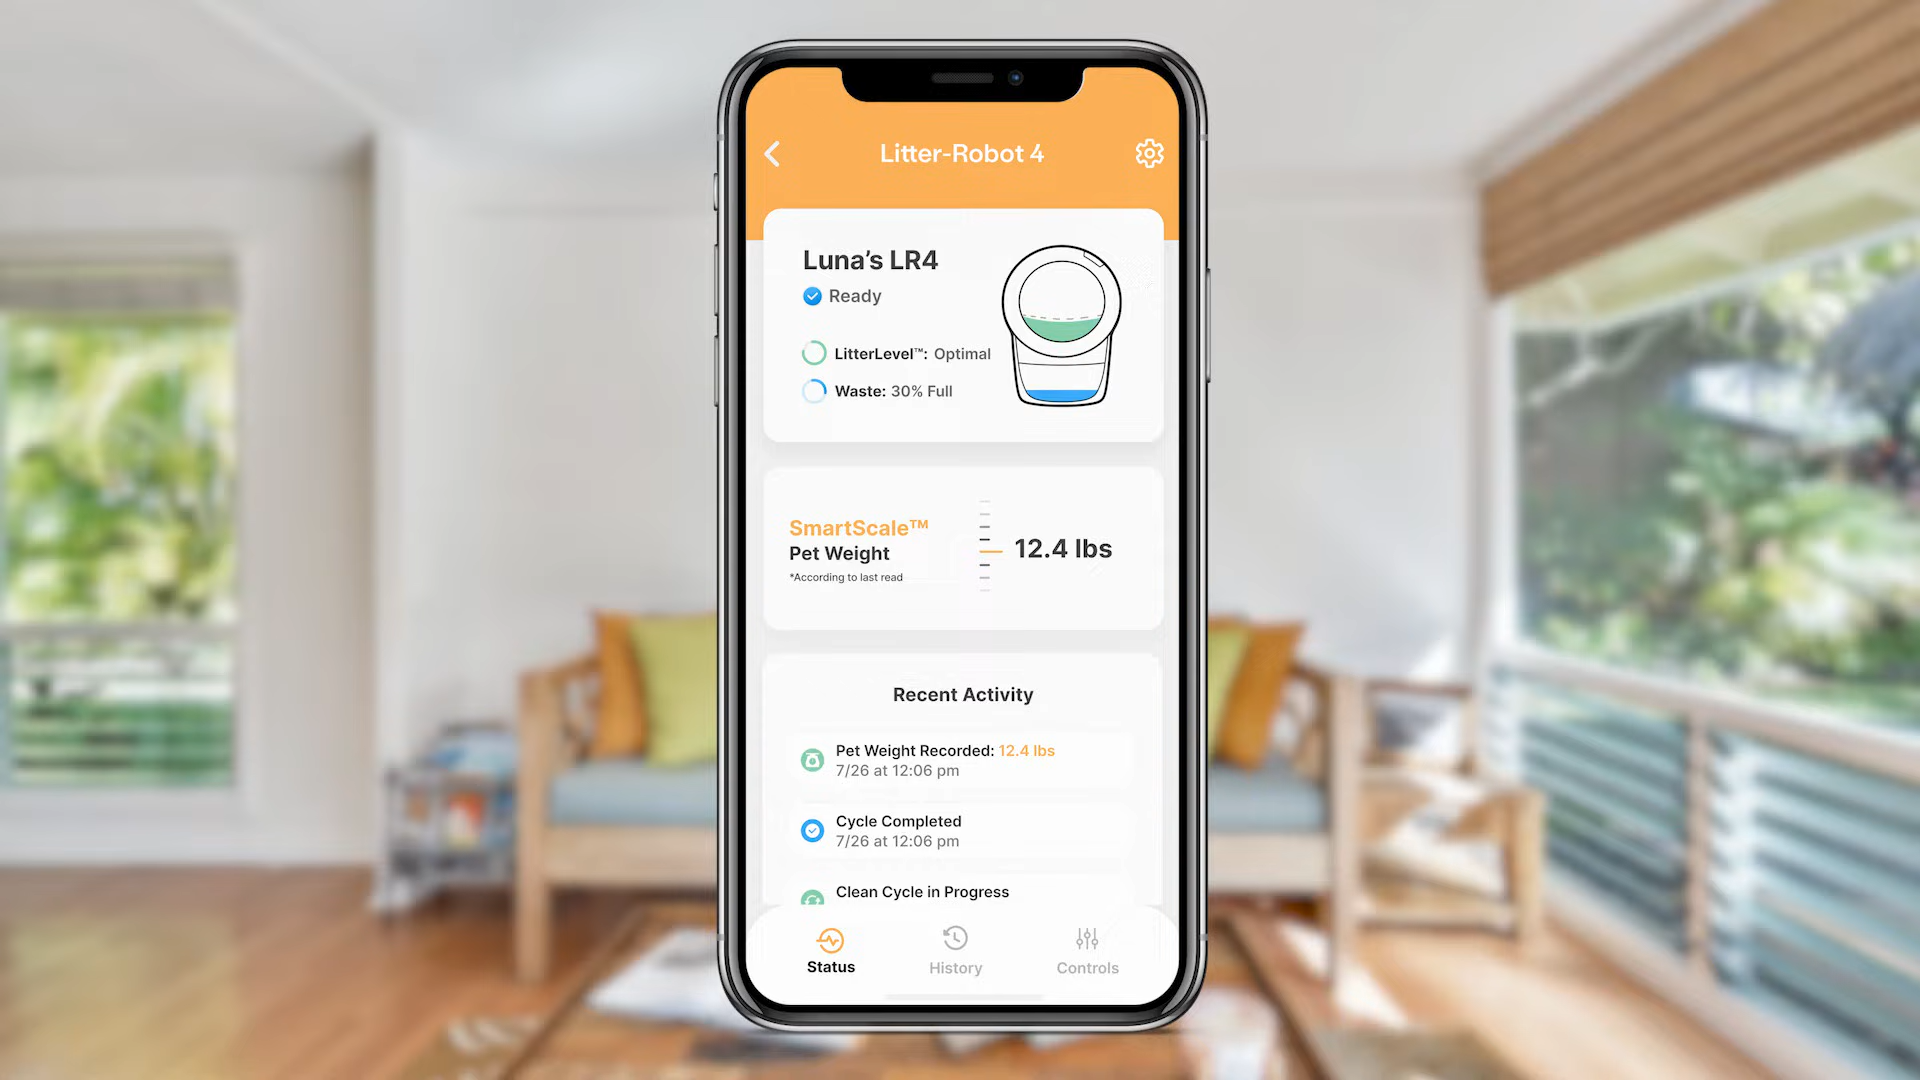 Litter-Robot 4
Luna’s LR4
Ready
LitterLevel™: Optimal
Waste: 30% Full
SmartScale™
Pet Weight
*According to last read
12.4 lbs
Recent Activity
Pet Weight Recorded: 12.4 lbs
7/26 at 12:06 pm
Cycle Completed
7/26 at 12:06 pm
Clean Cycle in Progress
Status
History
Controls